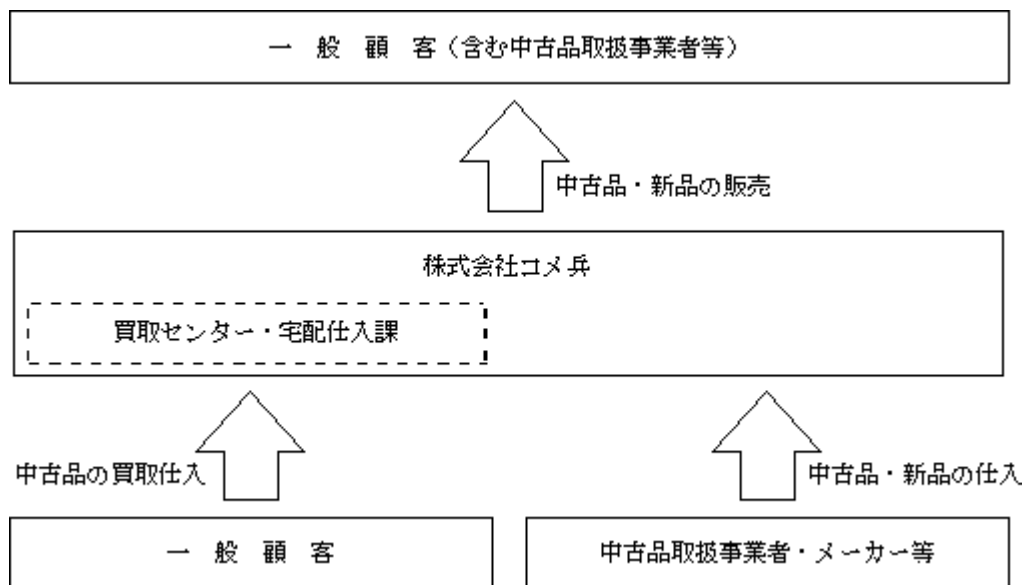 一 般 顧 客（含む中古品取扱事業者等）
中古品・新品の販売
株式会社コメ兵
買取センター・宅配仕入課
中古品の買取仕入
中古品・新品の仕入
一 般 顧 客
中古品取扱事業者・メーカー等